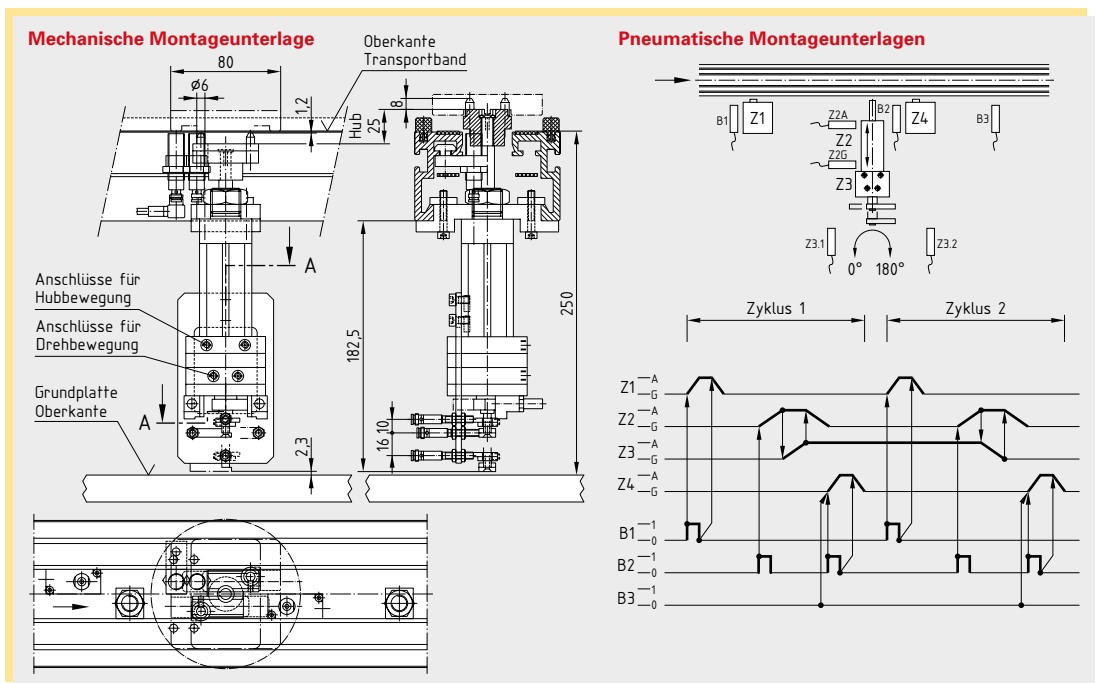 Mechanische Montageunterlage
Oberkante
Transportband
80
ø6
1,2
Hub
25
8
A
Anschlüsse für
Hubbewegung
Anschlüsse für
Drehbewegung
Grundplatte
Oberkante
A
2,3
182,5
16
10
250
Pneumatische Montageunterlagen
B1
Z1
Z2A
Z2
Z2G
Z3
B2
Z4
B3
Z3.1
0°
180°
Z3.2
Zyklus 1
Zyklus 2
Z1 A
G
Z2 A
G
Z3 A
G
Z4 A
G
B1 1
0
B2 1
0
B3 1
0